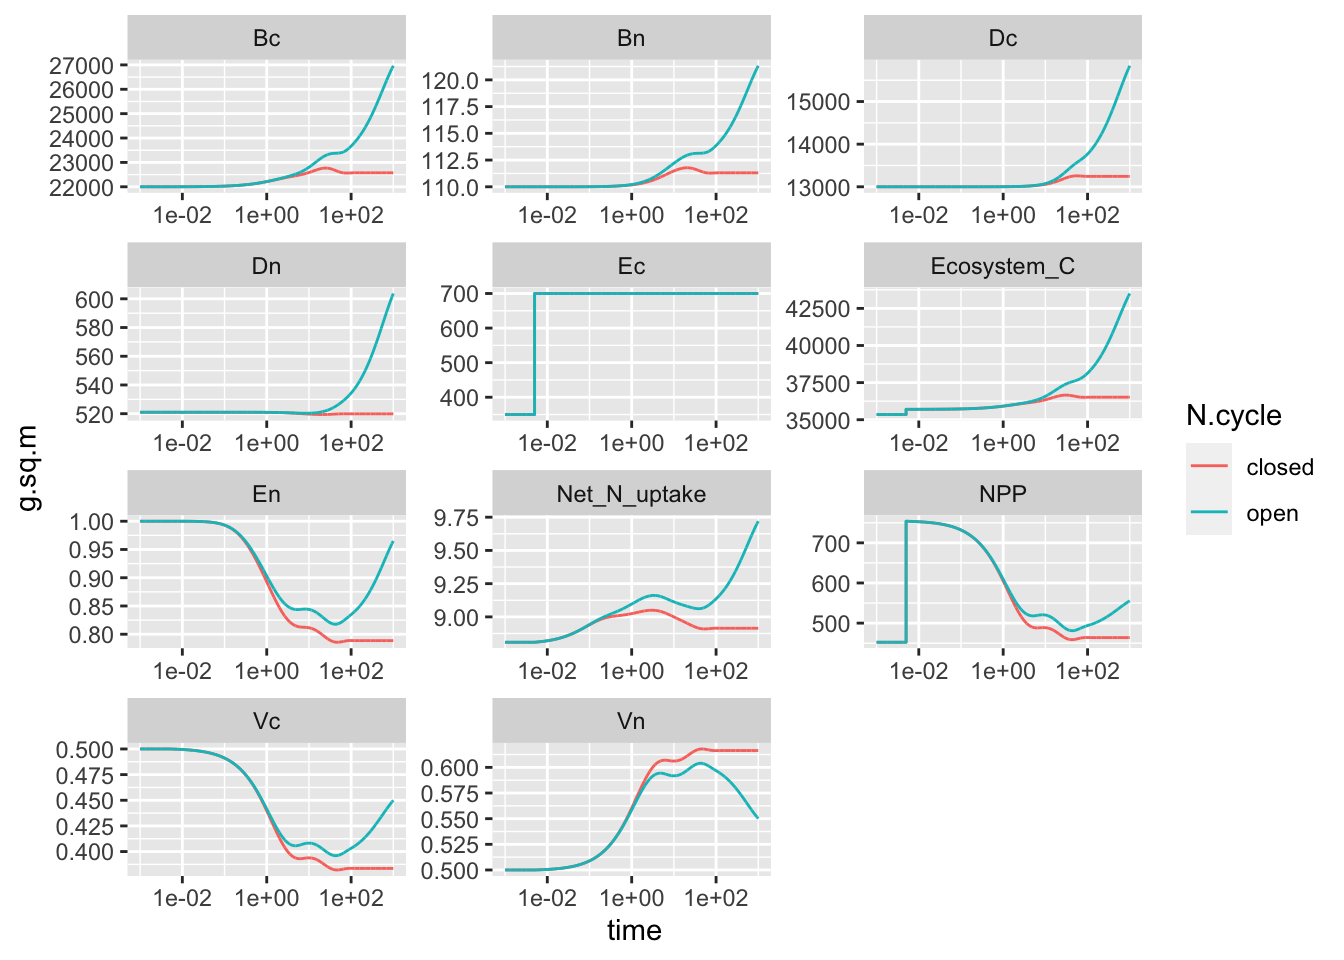 Bc
Bn
Dc
27000
26000
25000
24000
23000
22000
120.0
117.5
115.0
112.5
110.0
15000
14000
13000
1e-02 1e+00 1e+02
1e-02 1e+00 1e+02
1e-02 1e+00 1e+02
Dn
Ec
Ecosystem_C
600
580
560
540
520
700
600
500
400
42500
40000
37500
35000
1e-02 1e+00 1e+02
1e-02 1e+00 1e+02
1e-02 1e+00 1e+02
En
Net_N_uptake
NPP
1.00
0.95
0.90
0.85
0.80
9.75
9.50
9.25
9.00
700
600
500
1e-02 1e+00 1e+02
1e-02 1e+00 1e+02
1e-02 1e+00 1e+02
Vc
Vn
0.500
0.475
0.450
0.425
0.400
0.600
0.575
0.550
0.525
0.500
1e-02 1e+00 1e+02
1e-02 1e+00 1e+02
time
g.sq.m
N.cycle
closed
open